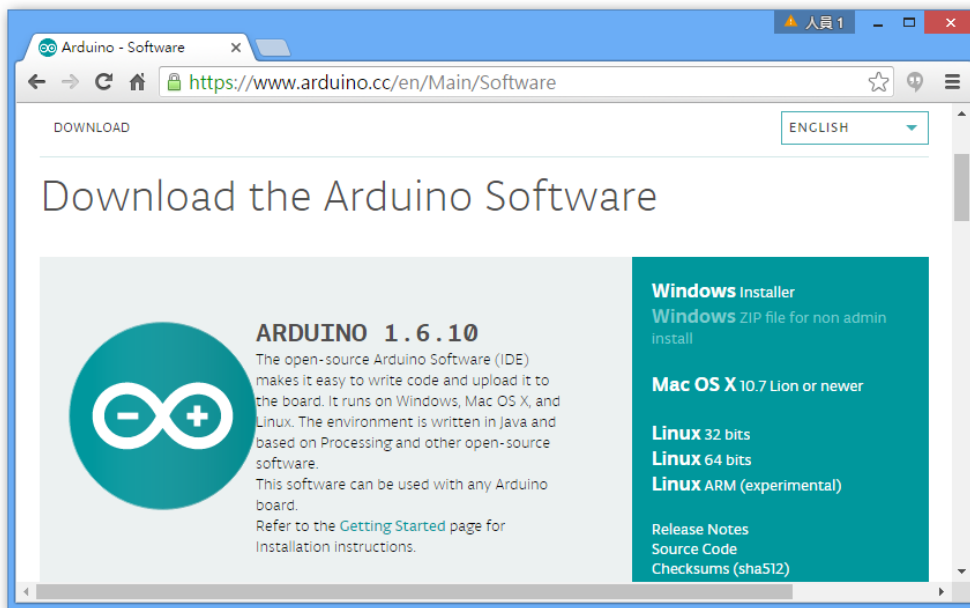 人員 1
Arduino - Software
https://www.arduino.cc/en/Main/Software
DOWNLOAD
ENGLISH
Download the Arduino Software
ARDUINO 1.6.10
The open-source Arduino Software (IDE)
makes it easy to write code and upload it to
the board. It runs on Windows, Mac OS X, and
Linux. The environment is written in Java and
based on Processing and other open-source
software.
This software can be used with any Arduino
board.
Refer to the Getting Started page for
Installation instructions.
Windows Installer
Windows ZIP file for non admin
install
Mac OS X 10.7 Lion or newer
Linux 32 bits
Linux 64 bits
Linux ARM (experimental)
Release Notes
Source Code
Checksums (sha512)